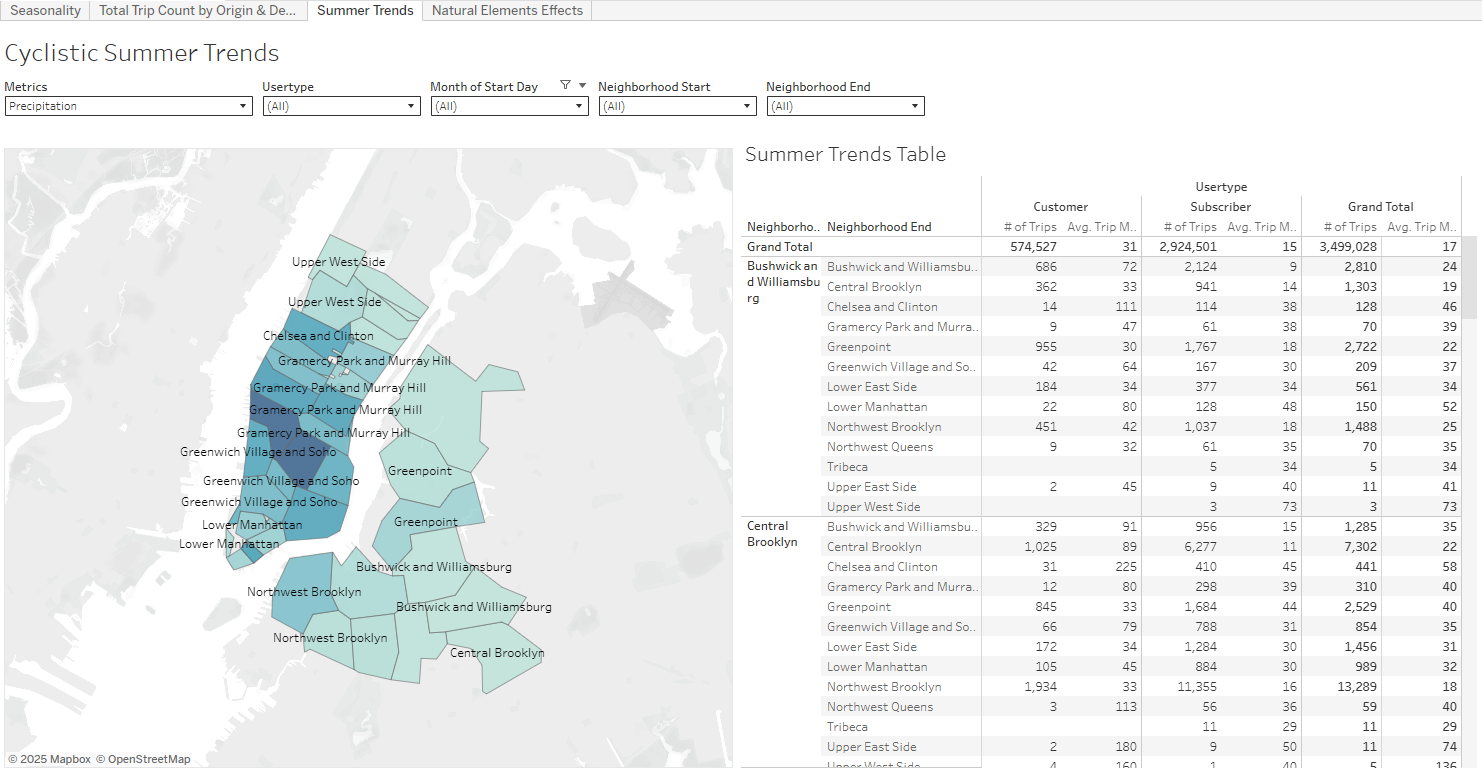 Seasonality Total Trip Count by Origin & De... Summer Trends Natural Elements Effects
Cyclistic Summer Trends
Metrics Usertype Month of Start Day Neighborhood Start Neighborhood End
Precipitation (All) (All) (All) (All)
Upper West Side
Upper West Side
Chelsea and Clinton
Gramercy Park and Murray Hill
Gramercy Park and Murray Hill
Gramercy Park and Murray Hill
Gramercy Park and Murray Hill
Greenwich Village and Soho
Greenpoint
Greenwich Village and Soho
Greenwich Village and Soho
Lower Manhattan
Greenpoint
Lower Manhattan
Bushwick and Williamsburg
Northwest Brooklyn
Bushwick and Williamsburg
Northwest Brooklyn
Central Brooklyn
© 2025 Mapbox © OpenStreetMap
Summer Trends Table
Usertype
Customer Subscriber Grand Total
Neighborho.. Neighborhood End # of Trips Avg. Trip M.. # of Trips Avg. Trip M.. # of Trips Avg. Trip M...
Grand Total 574,527 31 2,924,501 15 3,499,028 17
Bushwick an
d Williamsbu
rg
Bushwick and Williamsbu.. 686 72 2,124 9 2,810 24
Central Brooklyn 362 33 941 14 1,303 19
Chelsea and Clinton 14 111 114 38 128 46
Gramercy Park and Murra.. 9 47 61 38 70 39
Greenpoint 955 30 1,767 18 2,722 22
Greenwich Village and So.. 42 64 167 30 209 37
Lower East Side 184 34 377 34 561 34
Lower Manhattan 22 80 128 48 150 52
Northwest Brooklyn 451 42 1,037 18 1,488 25
Northwest Queens 9 32 61 35 70 35
Tribeca 5 34 5 34
Upper East Side 2 45 9 40 11 41
Upper West Side 3 73 3 73
Central
Brooklyn
Bushwick and Williamsbu.. 329 91 956 15 1,285 35
Central Brooklyn 1,025 89 6,277 11 7,302 22
Chelsea and Clinton 31 225 410 45 441 58
Gramercy Park and Murra.. 12 80 298 39 310 40
Greenpoint 845 33 1,684 44 2,529 40
Greenwich Village and So.. 66 79 788 31 854 35
Lower East Side 172 34 1,284 30 1,456 31
Lower Manhattan 105 45 884 30 989 32
Northwest Brooklyn 1,934 33 11,355 16 13,289 18
Northwest Queens 3 113 56 36 59 40
Tribeca 11 29 11 29
Upper East Side 2 180 9 50 11 74
Upper West Side 4 160 1 40 5 136